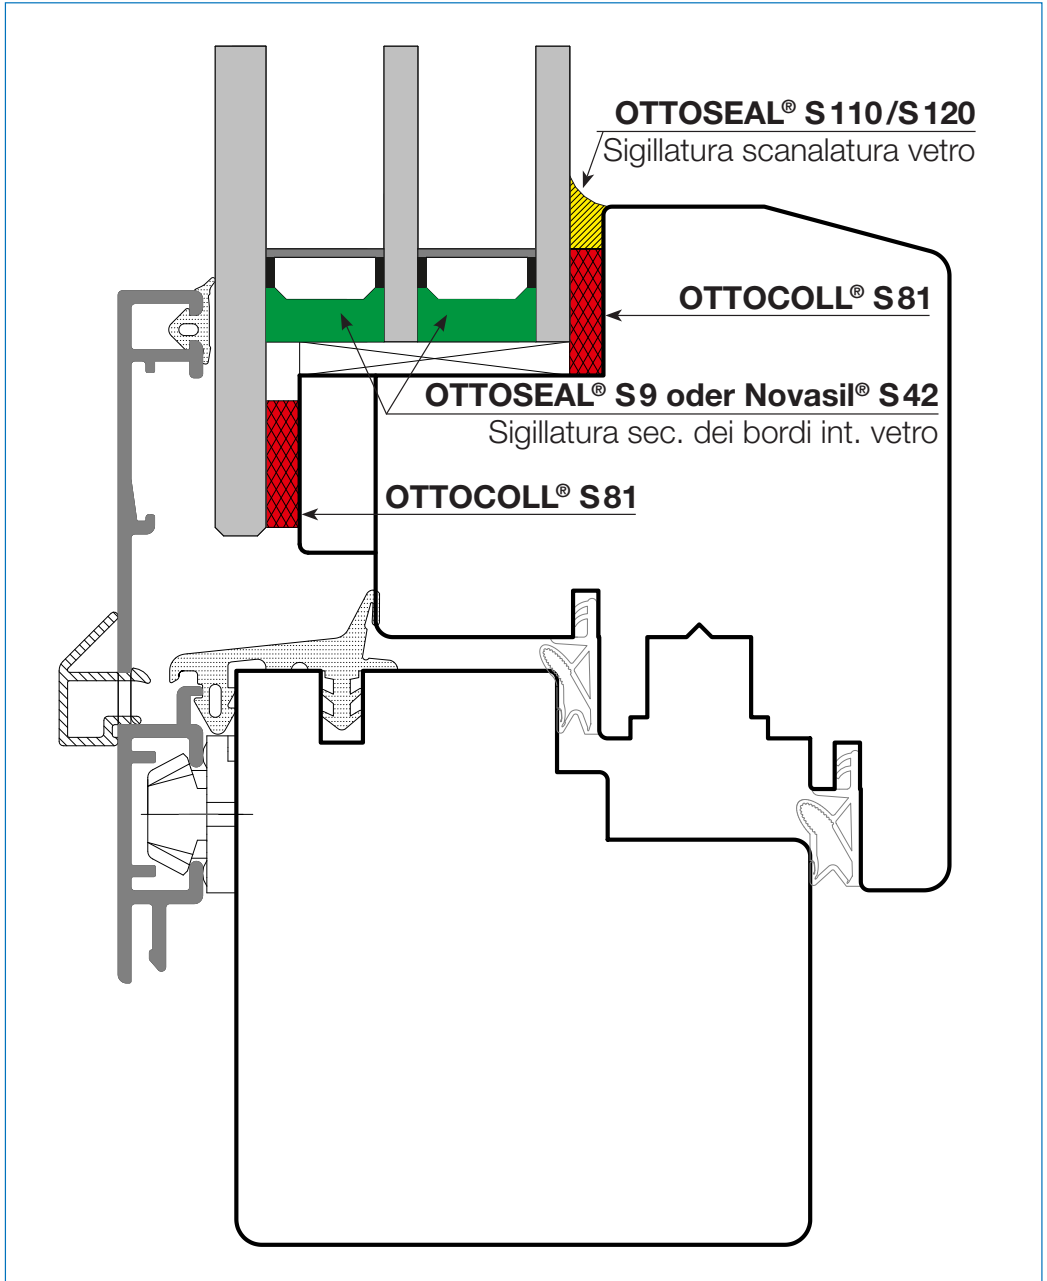 OTTOSEAL® S 110/S 120
Sigillatura scanalatura vetro
OTTOCOLL® S 81
OTTOSEAL® S 9 oder Novasil® S 42
Sigillatura sec. dei bordi int. vetro
OTTOCOLL® S 81